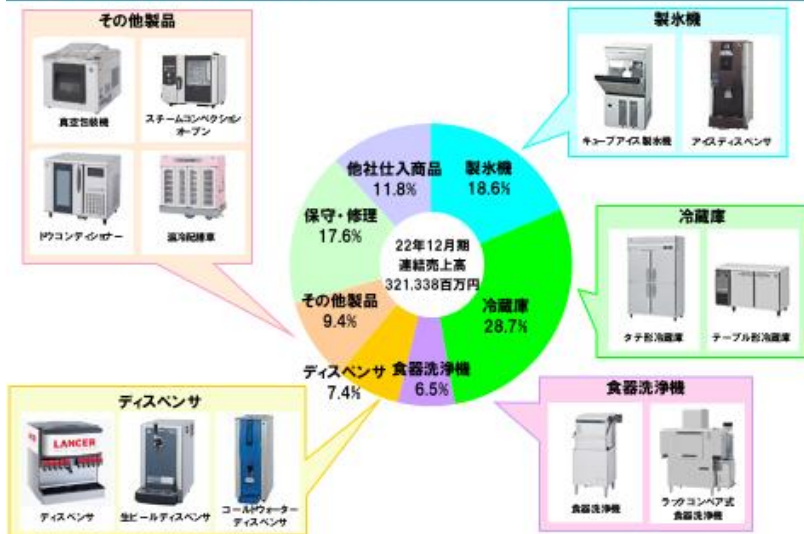 その他製品
真空包装機
スチームコンベクション
オーブン
ドウコンディショナー
温冷配膳車
製氷機
キューブアイス製氷機
アイスディスペンサ
他社仕入商品
11.8%
製氷機
18.6%
保守・修理
17.6%
22年12月期
連結売上高
321,338百万円
冷蔵庫
28.7%
その他製品
9.4%
ディスペンサ
7.4%
食器洗浄機
6.5%
冷蔵庫
タテ形冷蔵庫
テーブル形冷蔵庫
ディスペンサ
LANCER
ディスペンサ
生ビールディスペンサ
コールドウォーター
ディスペンサ
食器洗浄機
食器洗浄機
ラックコンベア式
食器洗浄機